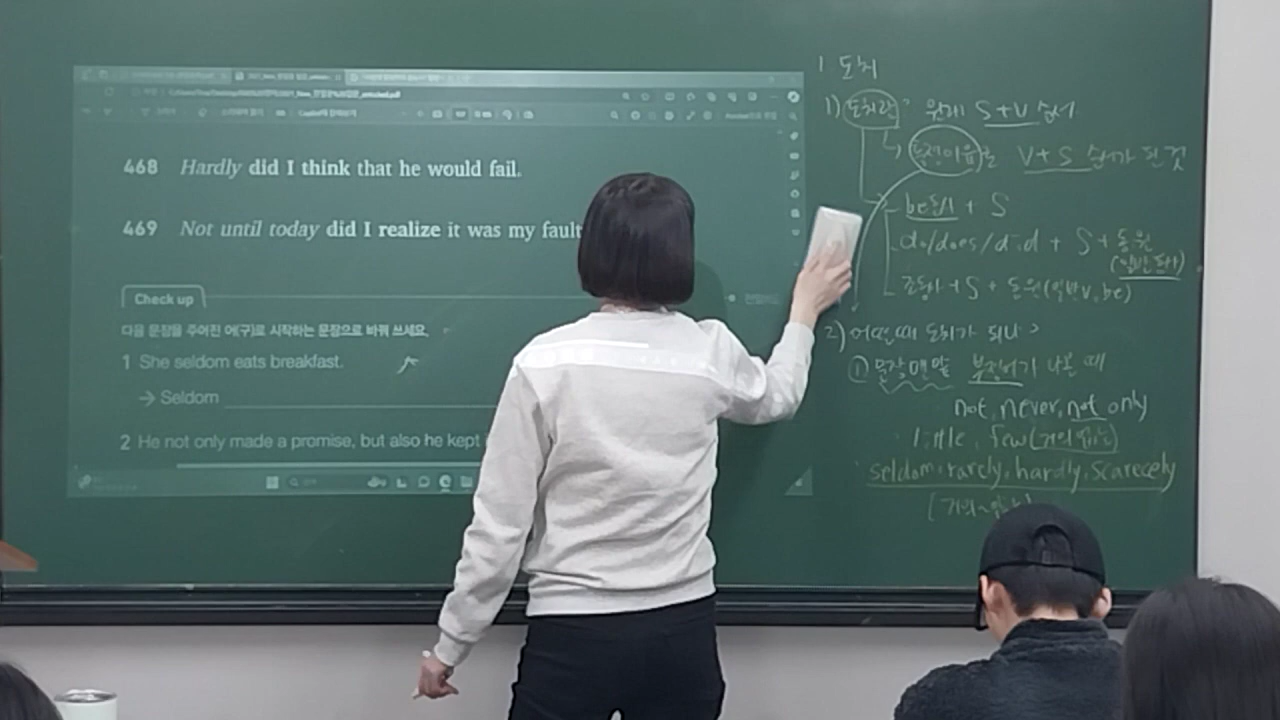 468 Hardly did I think that he would fail.
469 Not until today did I realize it was my fault
Check up
다음 문장을 주어진 어(구)로 시작하는 문장으로 바꿔 쓰세요.
1 She seldom eats breakfast.
→ Seldom
2 He not only made a promise, but also he kept
1 도치
1) 도치란? 원래 S+V 순서
V+S 순서가 된 것
be동사 + S
do/does/did + S + 동원
(일반동사)
조동사 + S + 동원(일반V, be)
2) 어떤 때 도치가 되나?
① 문장 맨 앞 부정어가 나올 때
not, never, not only
little, few(거의 없는)
seldom, rarely, hardly, scarecely